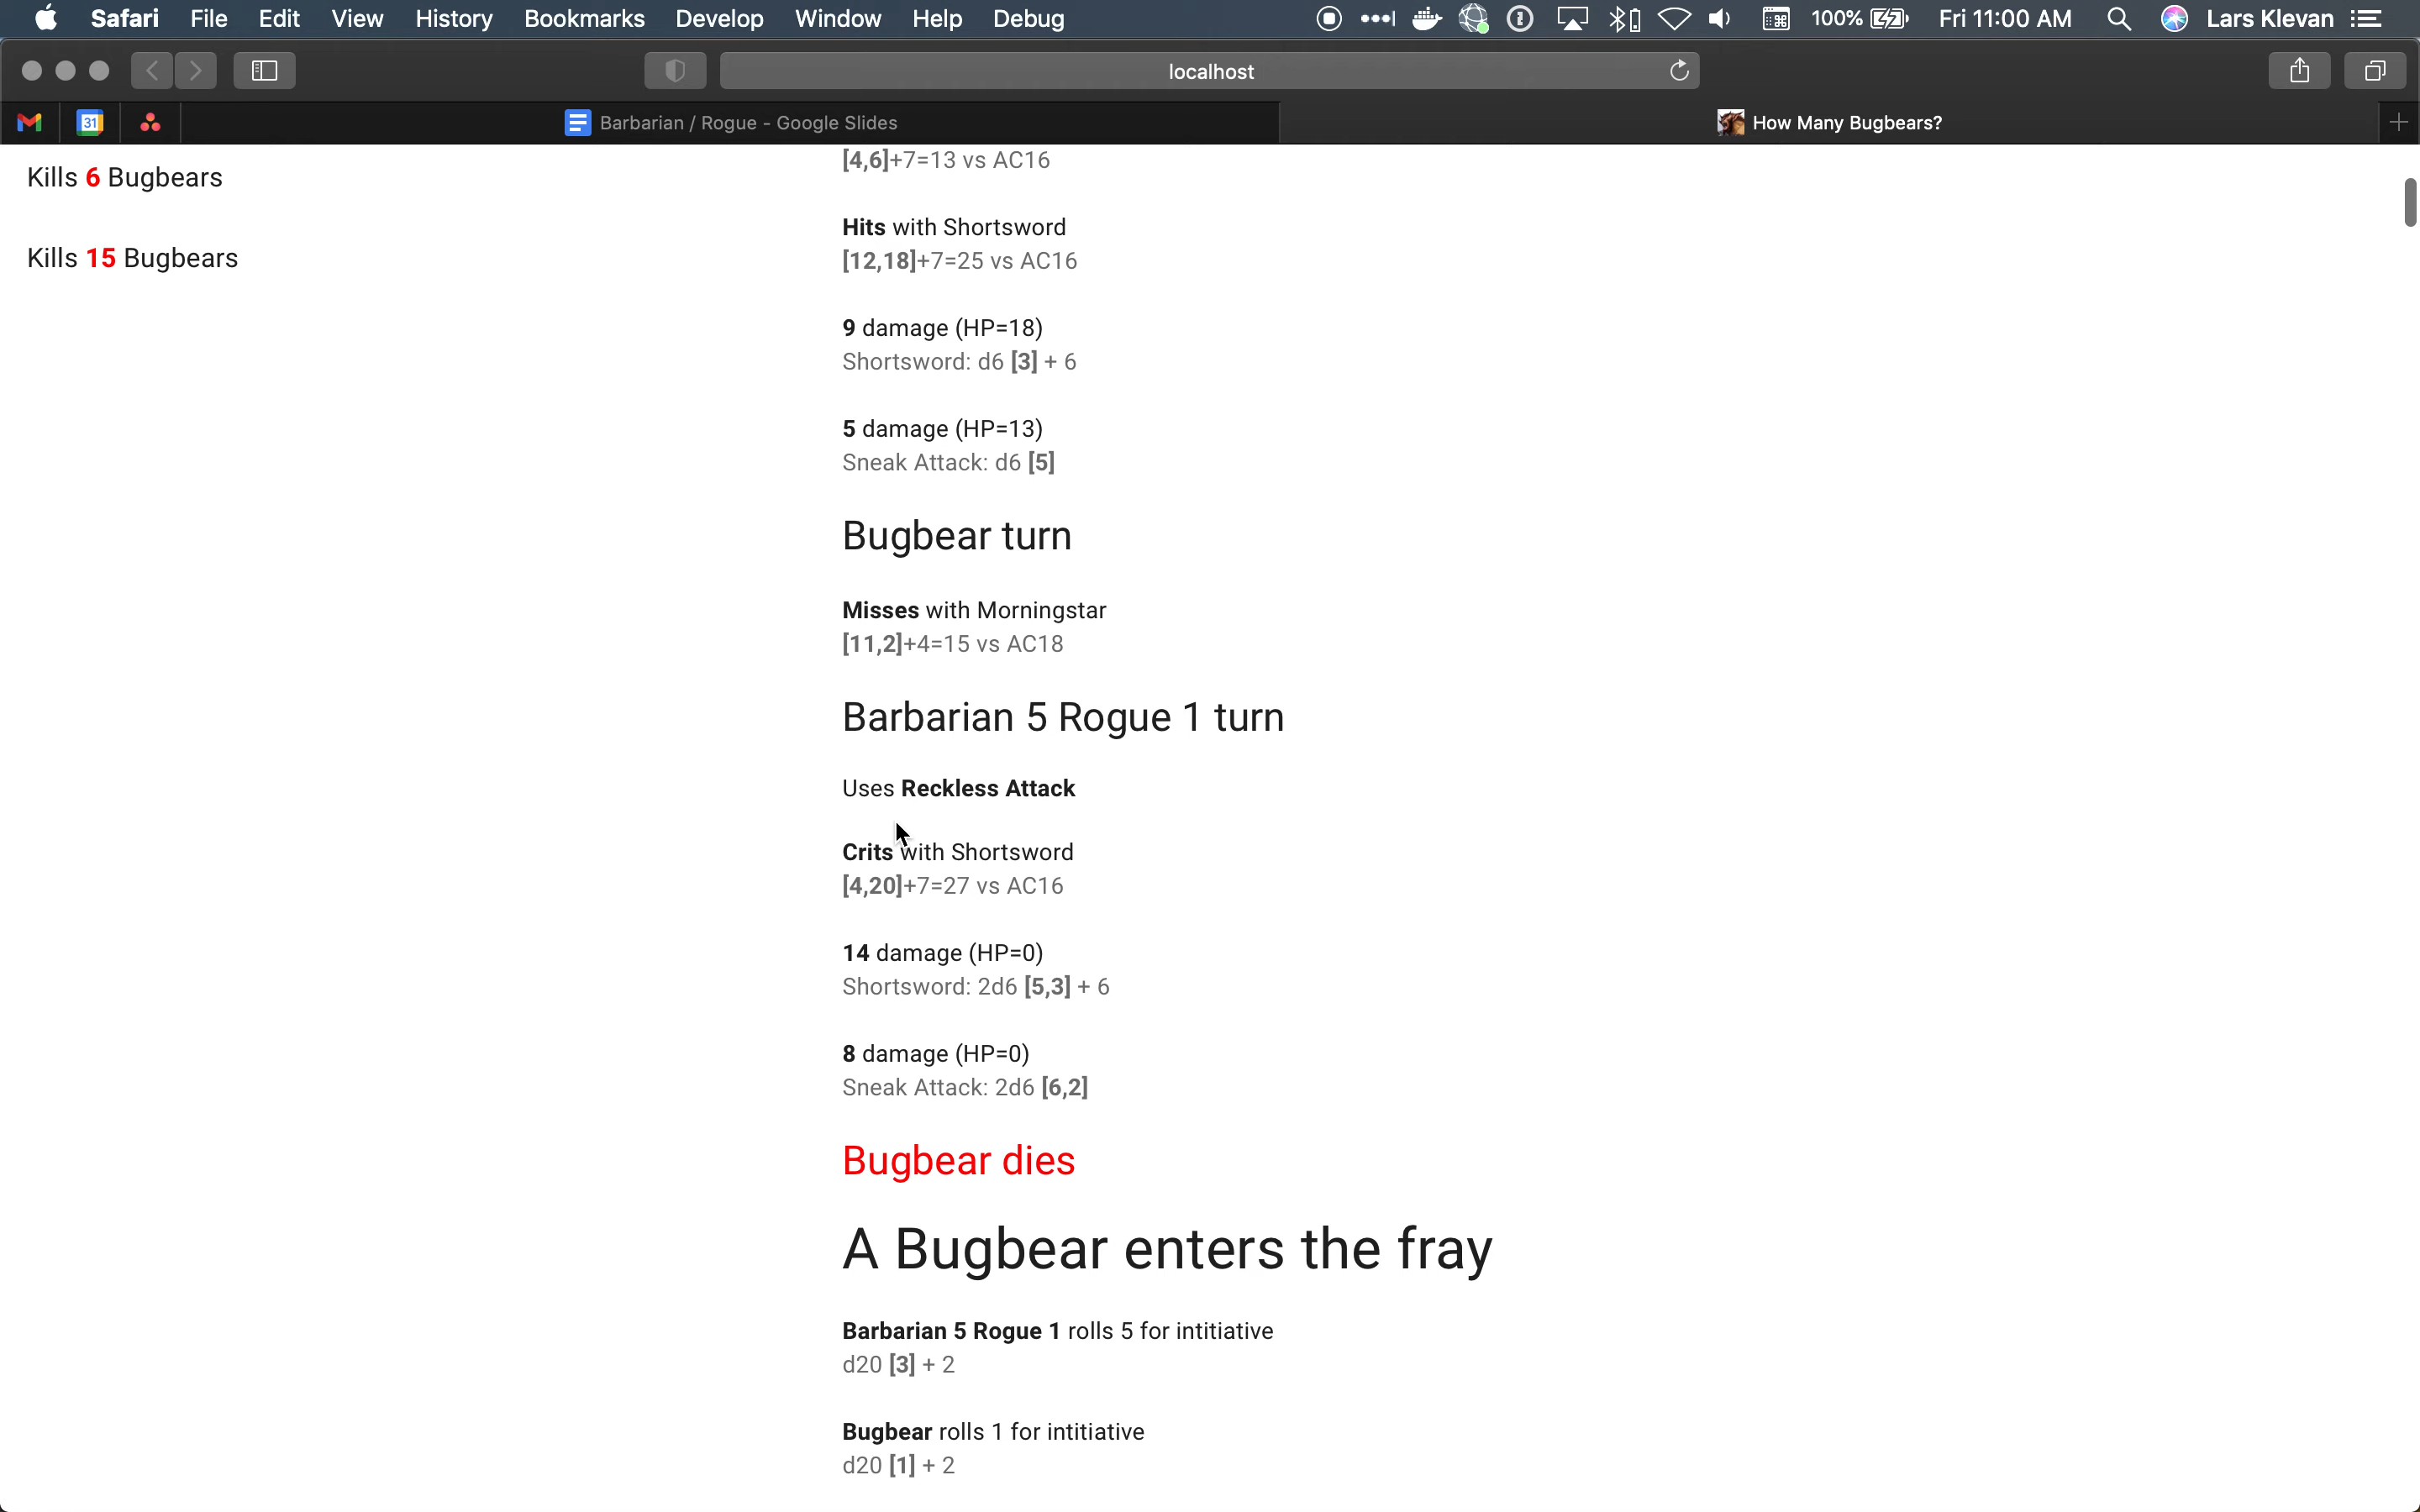 Safari File Edit View History Bookmarks Develop Window Help Debug 100% Fri 11:00 AM Lars Klevan
localhost
31 Barbarian / Rogue - Google Slides How Many Bugbears?
Kills 6 Bugbears
Kills 15 Bugbears
[4,6]+7=13 vs AC16
Hits with Shortsword
[12,18]+7=25 vs AC16
9 damage (HP=18)
Shortsword: d6 [3] + 6
5 damage (HP=13)
Sneak Attack: d6 [5]
Bugbear turn
Misses with Morningstar
[11,2]+4=15 vs AC18
Barbarian 5 Rogue 1 turn
Uses Reckless Attack
Crits with Shortsword
[4,20]+7=27 vs AC16
14 damage (HP=0)
Shortsword: 2d6 [5,3] + 6
8 damage (HP=0)
Sneak Attack: 2d6 [6,2]
Bugbear dies
A Bugbear enters the fray
Barbarian 5 Rogue 1 rolls 5 for intitiative
d20 [3] + 2
Bugbear rolls 1 for intitiative
d20 [1] + 2